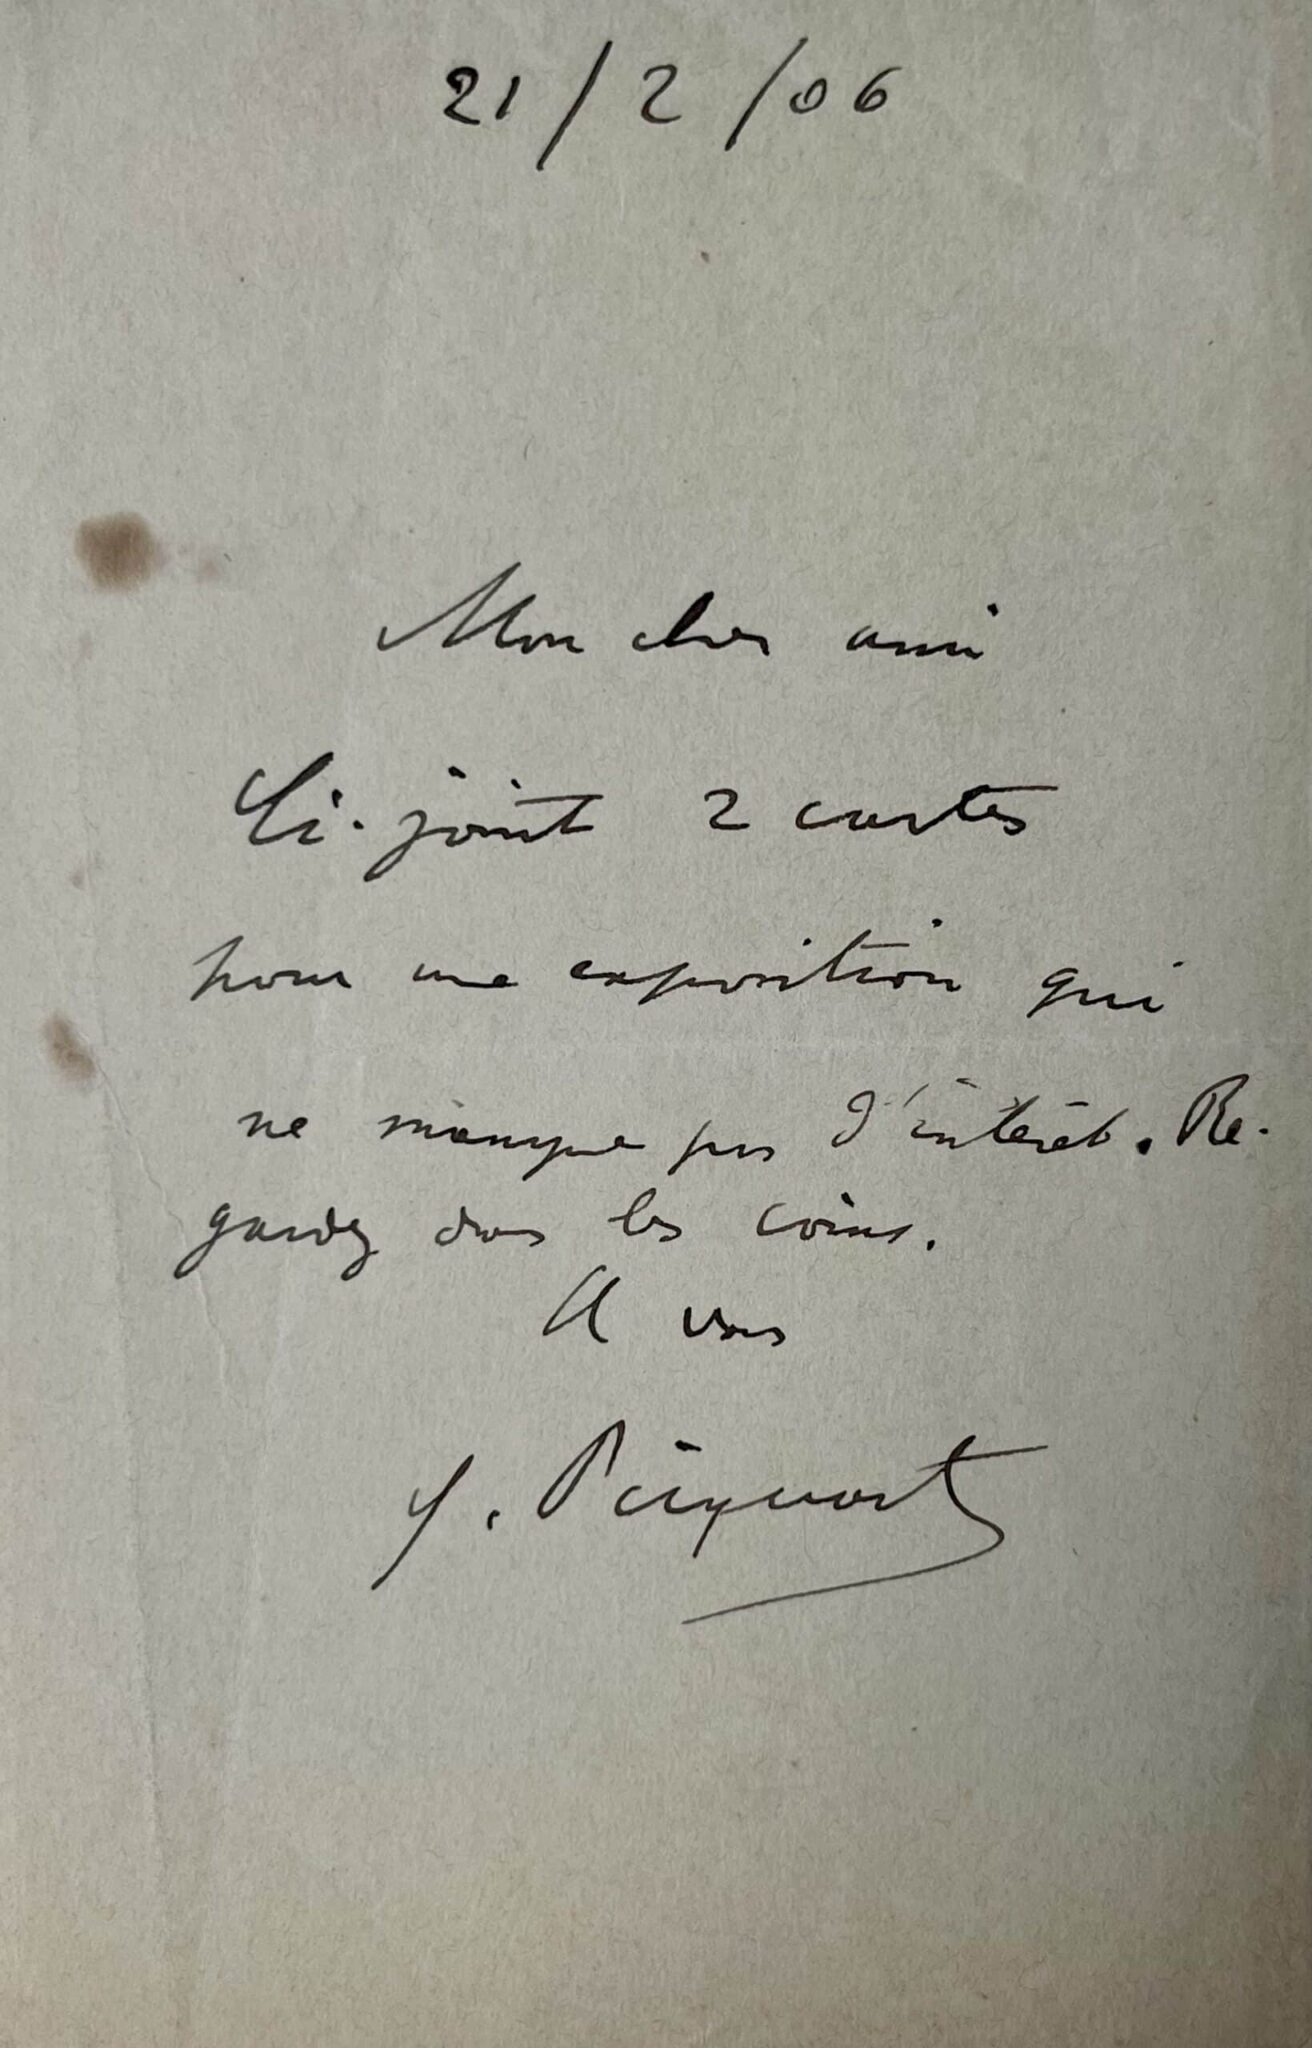 21/2/06
Mon cher ami
Ci-joint 2 cartes
pour une exposition qui
ne manque pas d'intérêt. Re-
gardez dans les coins.
A vous
G. Picquart